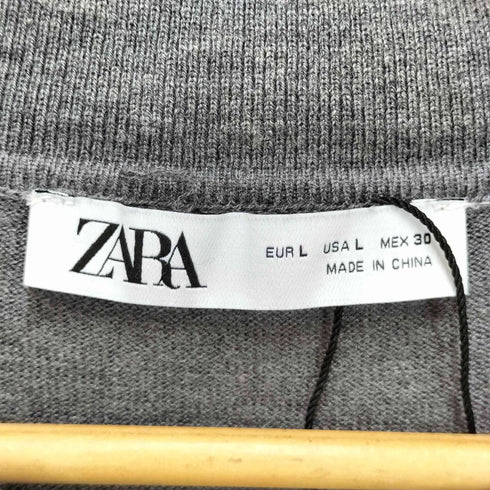 ZARA
EUR L USA L MEX 30
MADE IN CHINA